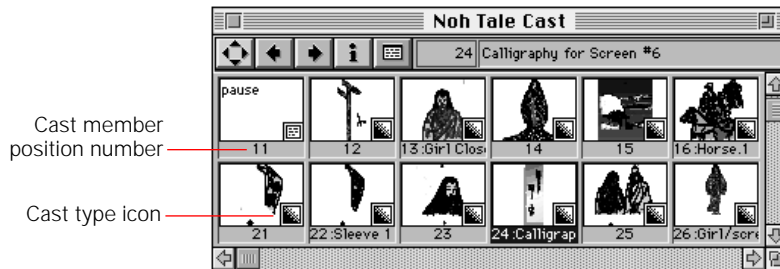 Noh Tale Cast
24 Calligraphy for Screen #6
pause
Cast member
position number
11 12 13:Girl Clos 14 15 16:Horse.1
Cast type icon
21 22:Sleeve 1 23 24:Calligrap 25 26:Girl/scre